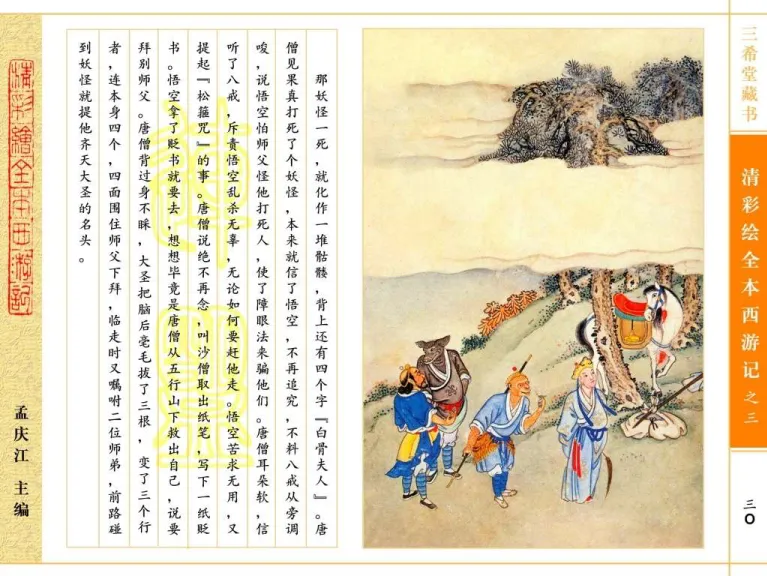 三希堂藏书
清彩绘全本西游记之三
三〇
那妖怪一死，就化作一堆骷髅，背上还有四个字『白骨夫人』。唐
僧见果真打死了个妖怪，本来就信了悟空，不再追究，不料八戒从旁调
唆，说悟空怕师父怪他打死人，使了障眼法来骗他们。唐僧耳朵软，信
听了八戒，斥责悟空乱杀无辜，无论如何要赶他走。悟空苦求无用，又
提起『松箍咒』的事。唐僧说绝不再念，叫沙僧取出纸笔，写下一纸贬
书。悟空拿了贬书就要去，想想毕竟是唐僧从五行山下救出自己，说要
拜别师父。唐僧背过身不睬，大圣把脑后毫毛拔了三根，变了三个行
者，连本身四个，四面围住师父下拜，临走时又嘱咐二位师弟，前路碰
到妖怪就提他齐天大圣的名头。
清彩绘全本西游记
孟庆江 主编